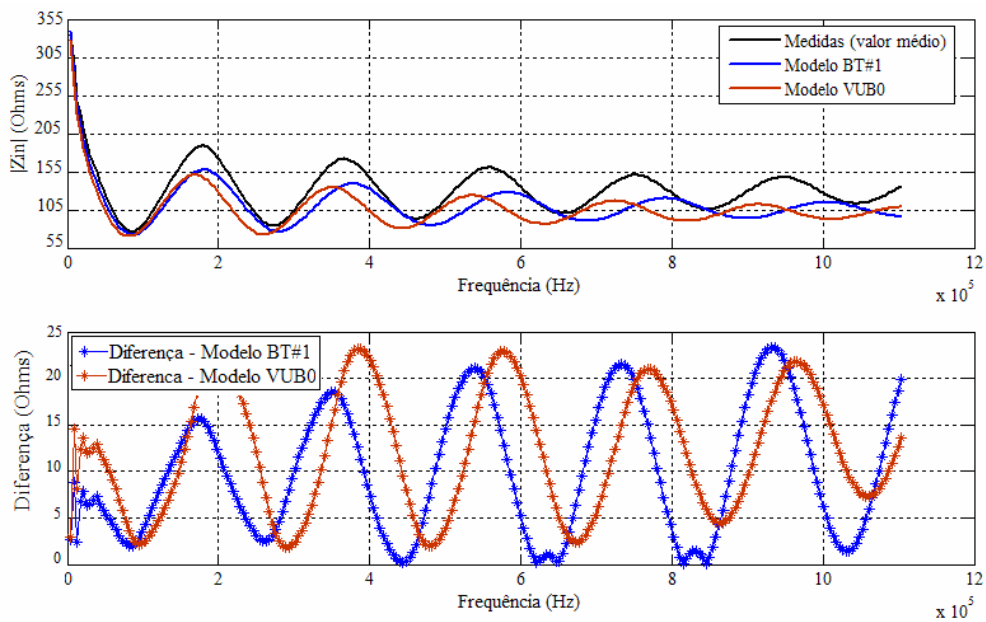 355
305
255
205
155
105
55
|Zin| (Ohms)
Medidas (valor médio)
Modelo BT#1
Modelo VUB0
0
2
4
6
8
10
12
Frequência (Hz)
x 10^5
25
20
15
10
5
0
Diferença (Ohms)
Diferença - Modelo BT#1
Diferenca - Modelo VUB0
0
2
4
6
8
10
12
Frequência (Hz)
x 10^5